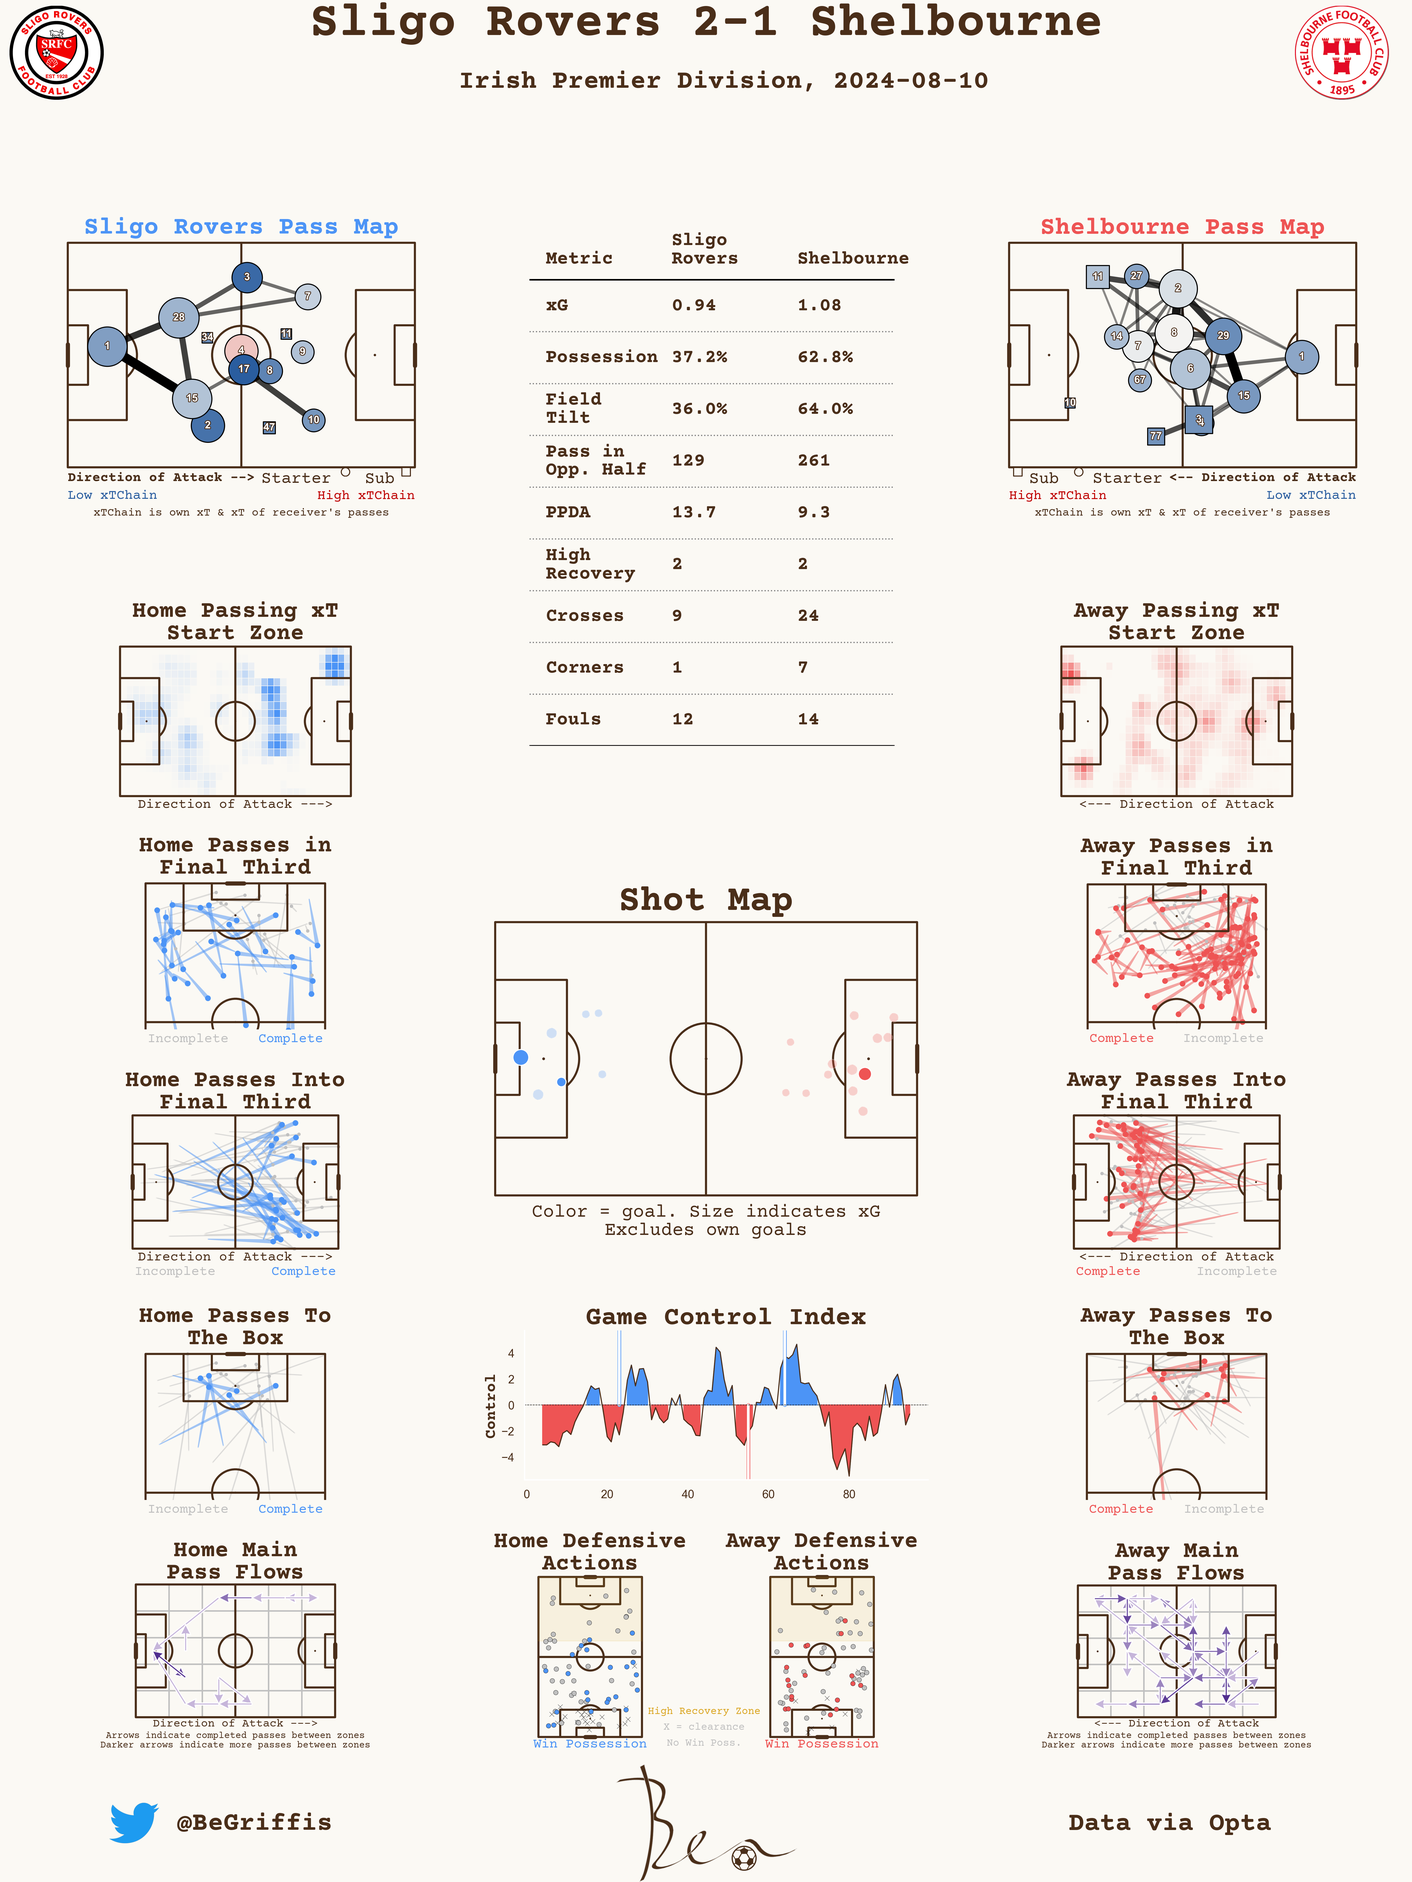 Sligo Rovers 2-1 Shelbourne
Irish Premier Division, 2024-08-10
SLIGO ROVERS
SRFC
EST 1928
FOOTBALL CLUB
SHELBOURNE FOOTBALL CLUB
1895
Sligo Rovers Pass Map
3
7
28
34
11
1
4
9
17
8
15
10
2
47
Direction of Attack --> Starter Sub
Low xTChain High xTChain
xTChain is own xT & xT of receiver's passes
Metric Sligo Rovers Shelbourne
xG 0.94 1.08
Possession 37.2% 62.8%
Field Tilt 36.0% 64.0%
Pass in Opp. Half 129 261
PPDA 13.7 9.3
High Recovery 2 2
Crosses 9 24
Corners 1 7
Fouls 12 14
Shelbourne Pass Map
11
27
2
14
8
29
7
1
6
67
15
10
3
4
77
Sub Starter <-- Direction of Attack
High xTChain Low xTChain
xTChain is own xT & xT of receiver's passes
Home Passing xT
Start Zone
Direction of Attack --->
Away Passing xT
Start Zone
<--- Direction of Attack
Home Passes in
Final Third
Incomplete Complete
Away Passes in
Final Third
Complete Incomplete
Shot Map
Color = goal. Size indicates xG
Excludes own goals
Home Passes Into
Final Third
Direction of Attack --->
Incomplete Complete
Away Passes Into
Final Third
<--- Direction of Attack
Complete Incomplete
Home Passes To
The Box
Incomplete Complete
Game Control Index
Control
4
2
0
−2
−4
0 20 40 60 80
Away Passes To
The Box
Complete Incomplete
Home Main
Pass Flows
Direction of Attack --->
Arrows indicate completed passes between zones
Darker arrows indicate more passes between zones
Home Defensive
Actions
Win Possession
Away Defensive
Actions
Win Possession
High Recovery Zone
X = clearance
No Win Poss.
Away Main
Pass Flows
<--- Direction of Attack
Arrows indicate completed passes between zones
Darker arrows indicate more passes between zones
@BeGriffis
Ben
Data via Opta